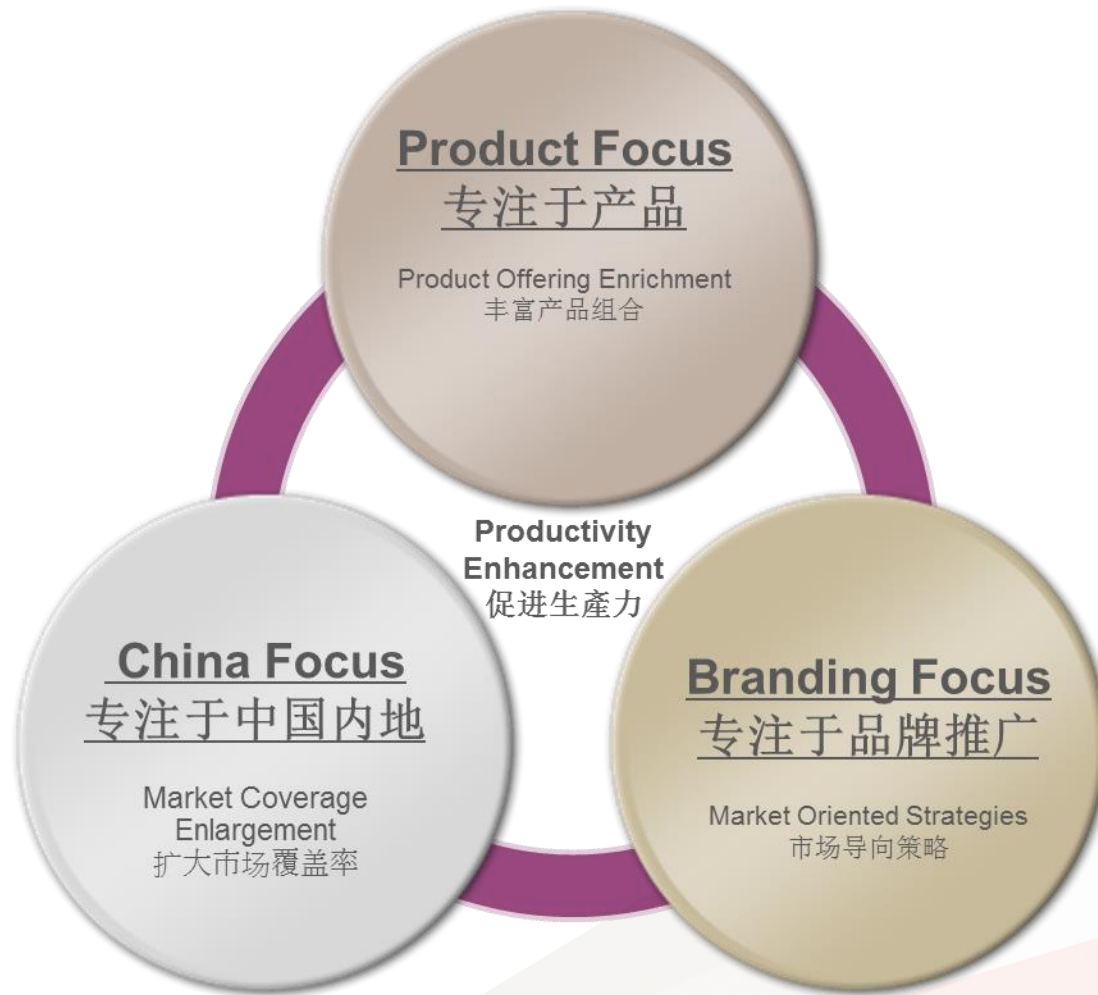 Product Focus
专注于产品
Product Offering Enrichment
丰富产品组合
Productivity
Enhancement
促进生產力
China Focus
专注于中国内地
Market Coverage
Enlargement
扩大市场覆盖率
Branding Focus
专注于品牌推广
Market Oriented Strategies
市场导向策略